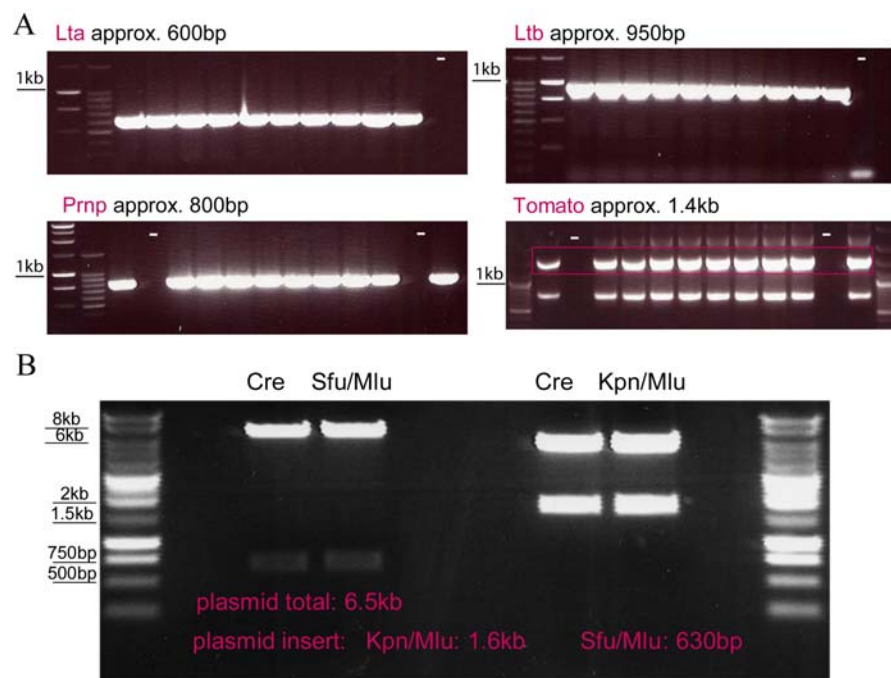 A
Lta approx. 600bp
Ltb approx. 950bp
1kb
1kb
Prnp approx. 800bp
Tomato approx. 1.4kb
1kb
1kb
B
Cre Sfu/Mlu
Cre Kpn/Mlu
8kb
6kb
2kb
1.5kb
750bp
500bp
plasmid total: 6.5kb
plasmid insert: Kpn/Mlu: 1.6kb Sfu/Mlu: 630bp